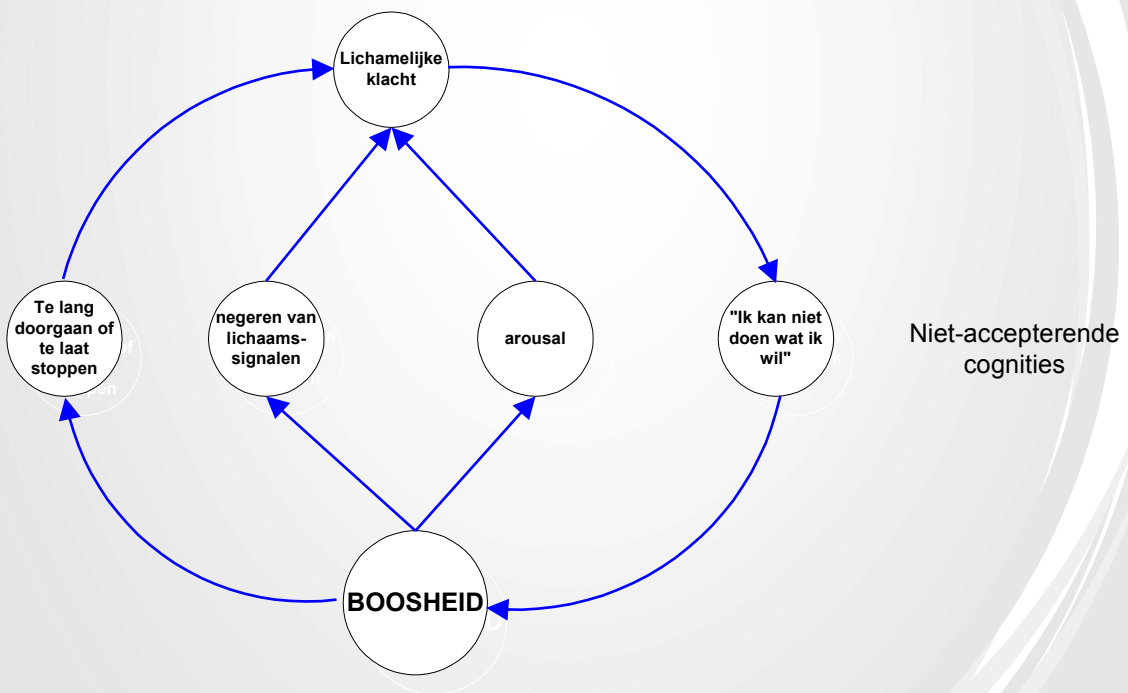 Lichamelijke
klacht
Te lang
doorgaan of
te laat
stoppen
negeren van
lichaams-
signalen
arousal
"Ik kan niet
doen wat ik
wil"
Niet-accepterende
cognities
BOOSHEID